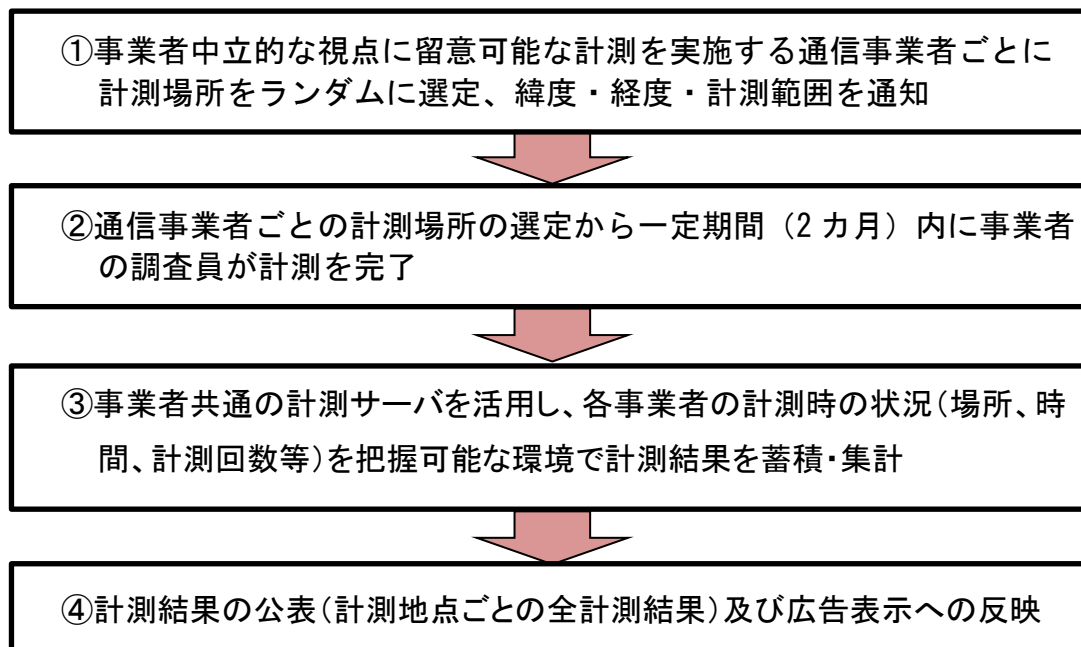 ①事業者中立的な視点に留意可能な計測を実施する通信事業者ごとに
計測場所をランダムに選定、緯度・経度・計測範囲を通知
②通信事業者ごとの計測場所の選定から一定期間（2 カ月）内に事業者
の調査員が計測を完了
③事業者共通の計測サーバを活用し、各事業者の計測時の状況（場所、時
間、計測回数等）を把握可能な環境で計測結果を蓄積・集計
④計測結果の公表（計測地点ごとの全計測結果）及び広告表示への反映